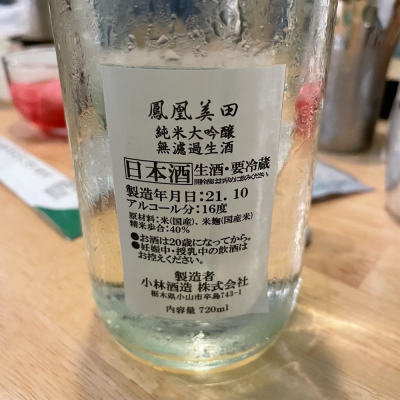 鳳凰美田
純米大吟醸
無濾過生酒
日本酒 生酒・要冷蔵
製造年月日:21. 10
アルコール分:16度
原材料:米(国産)、米麹(国産米)
精米歩合:40%
●お酒は20歳になってから。
●妊娠中・授乳中の飲酒は
お控えください。
製造者
小林酒造 株式会社
栃木県小山市卒島743-1
内容量 720ml